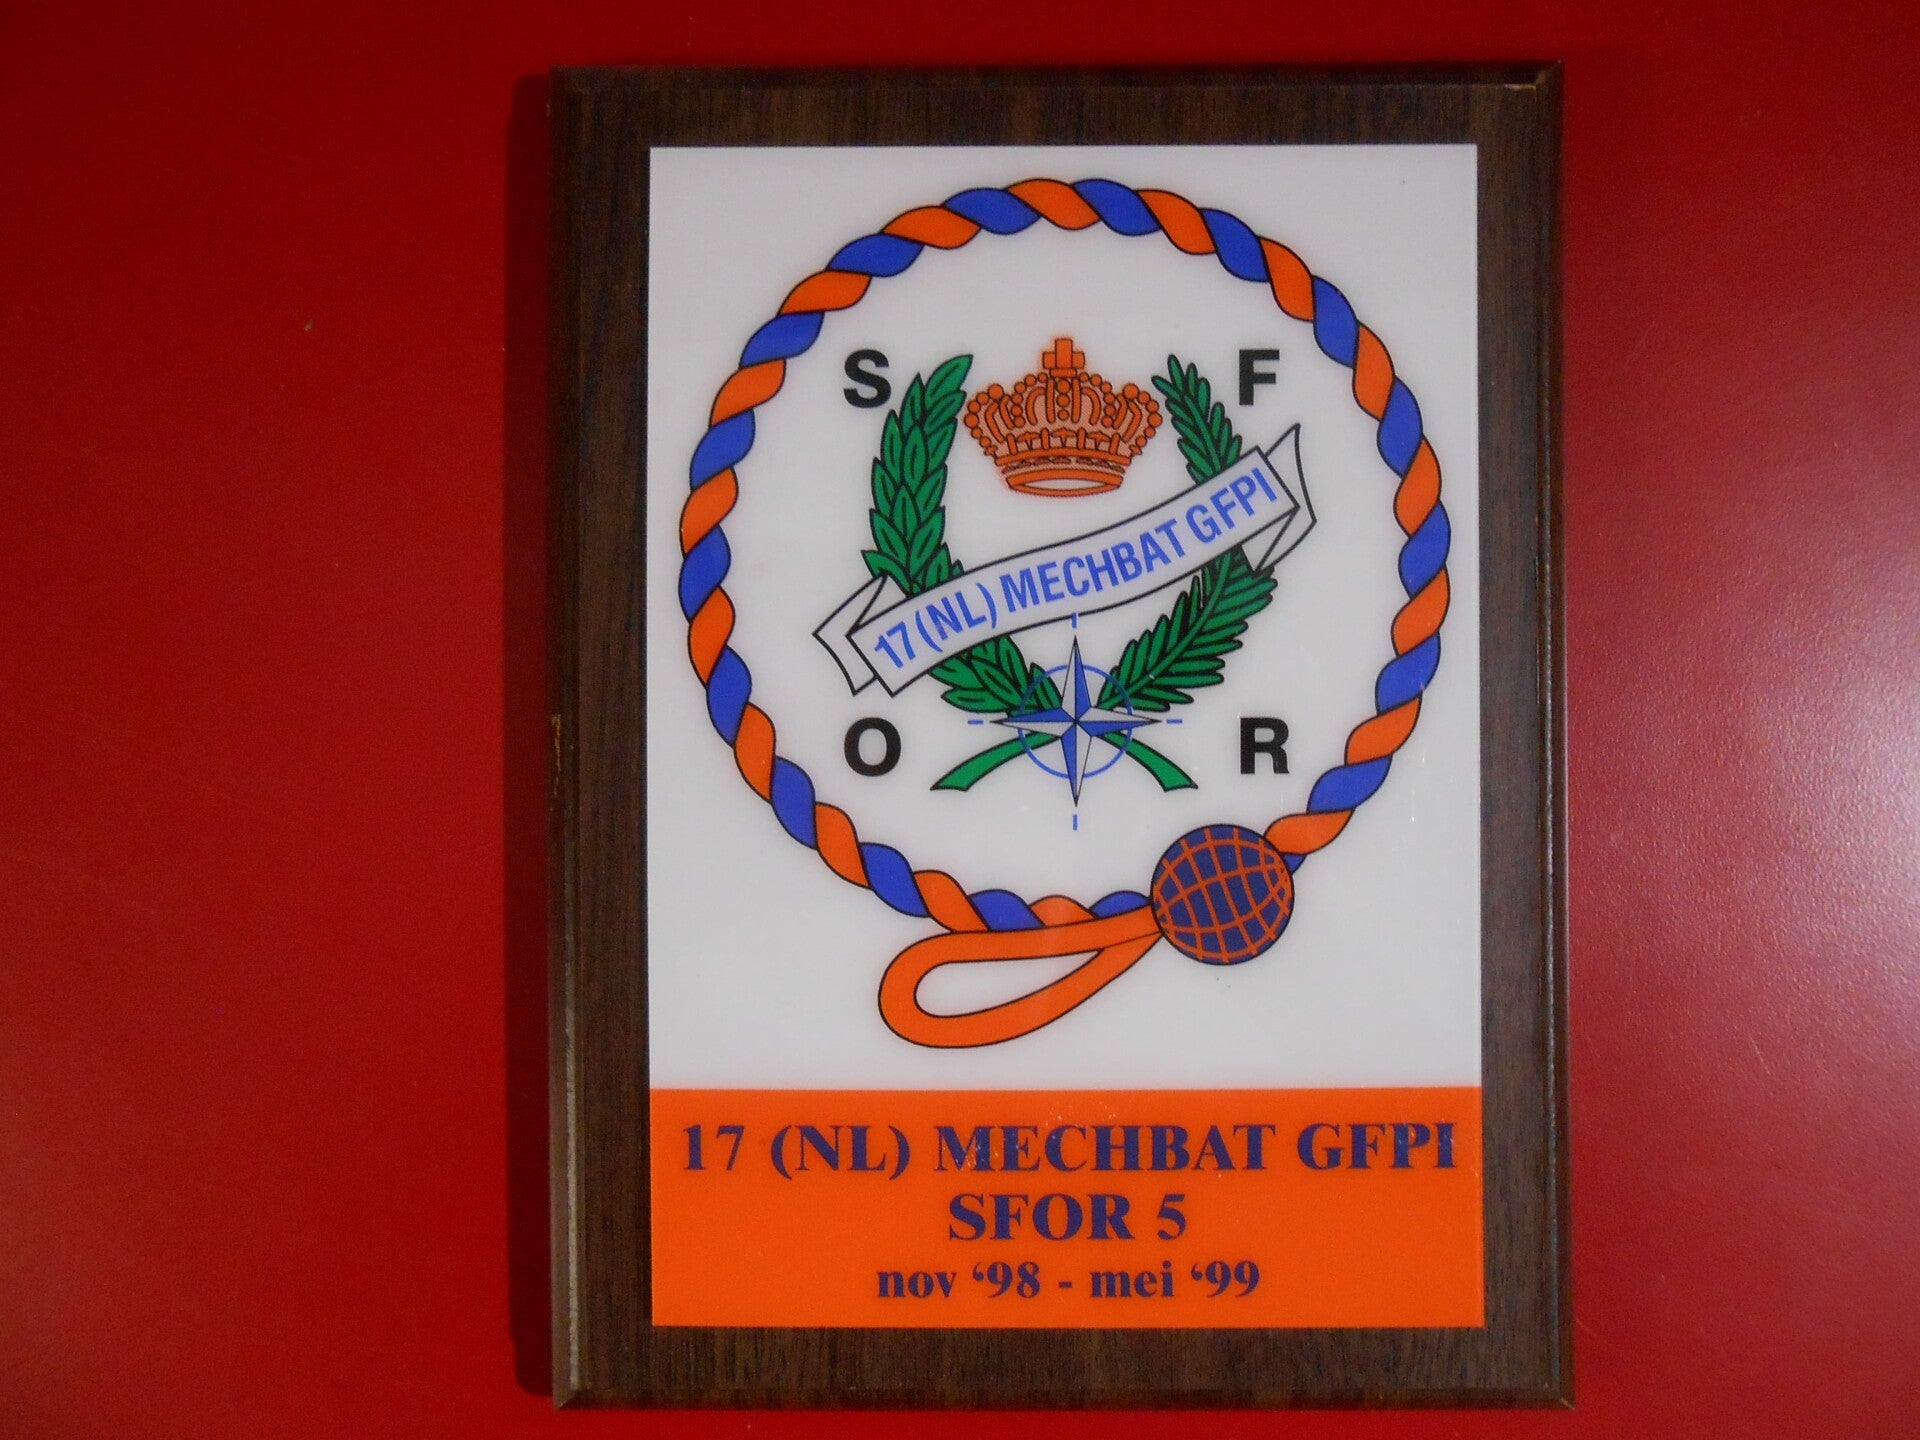 S F
17 (NL) MECHBAT GFPI
O R
17 (NL) MECHBAT GFPI
SFOR 5
nov ‘98 - mei ‘99